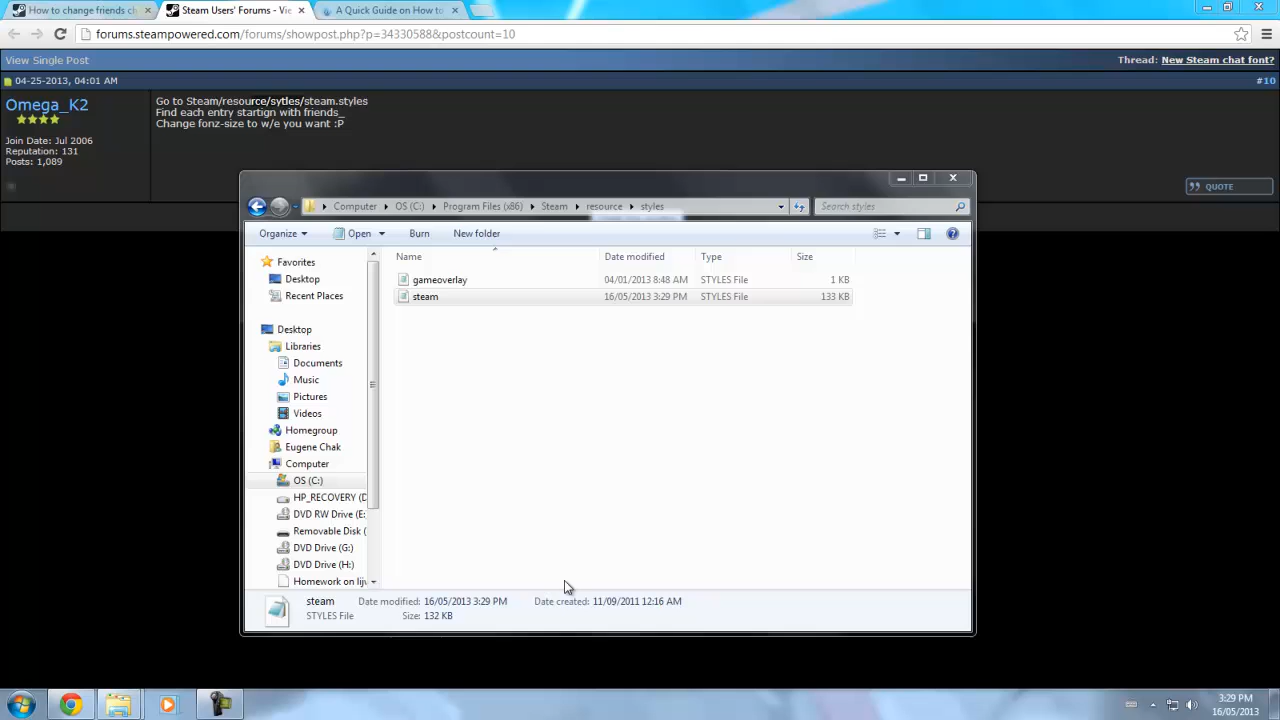 How to change friends ch
Steam Users' Forums - Vie
A Quick Guide on How to
forums.steampowered.com/forums/showpost.php?p=34330588&postcount=10
View Single Post
Thread: New Steam chat font?
04-25-2013, 04:01 AM
#10
Omega_K2
Join Date: Jul 2006
Reputation: 131
Posts: 1,089
Go to Steam/resource/sytles/steam.styles
Find each entry startign with friends_
Change fonz-size to w/e you want :P
QUOTE
Computer
OS (C:)
Program Files (x86)
Steam
resource
styles
Search styles
Organize
Open
Burn
New folder
Name
Date modified
Type
Size
gameoverlay
04/01/2013 8:48 AM
STYLES File
1 KB
steam
16/05/2013 3:29 PM
STYLES File
133 KB
Favorites
Desktop
Recent Places
Desktop
Libraries
Documents
Music
Pictures
Videos
Homegroup
Eugene Chak
Computer
OS (C:)
HP_RECOVERY (D
DVD RW Drive (E:
Removable Disk (
DVD Drive (G:)
DVD Drive (H:)
Homework on lijv
steam
Date modified: 16/05/2013 3:29 PM
Date created: 11/09/2011 12:16 AM
STYLES File
Size: 132 KB
3:29 PM
16/05/2013